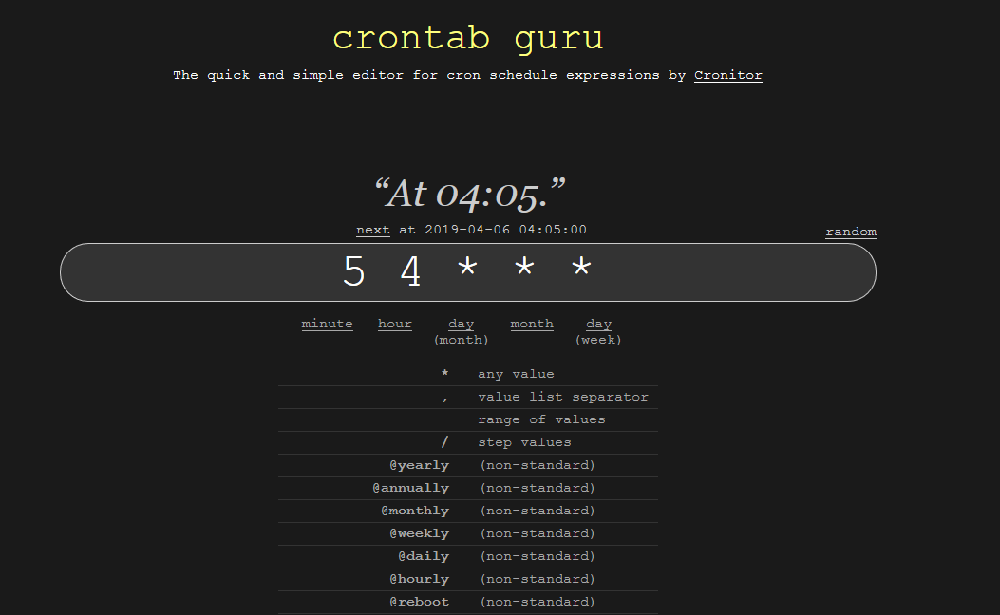 crontab guru
The quick and simple editor for cron schedule expressions by Cronitor
“At 04:05.”
next at 2019-04-06 04:05:00
random
5 4 * * *
minute hour day month day
(month) (week)
* any value
, value list separator
- range of values
/ step values
@yearly (non-standard)
@annually (non-standard)
@monthly (non-standard)
@weekly (non-standard)
@daily (non-standard)
@hourly (non-standard)
@reboot (non-standard)